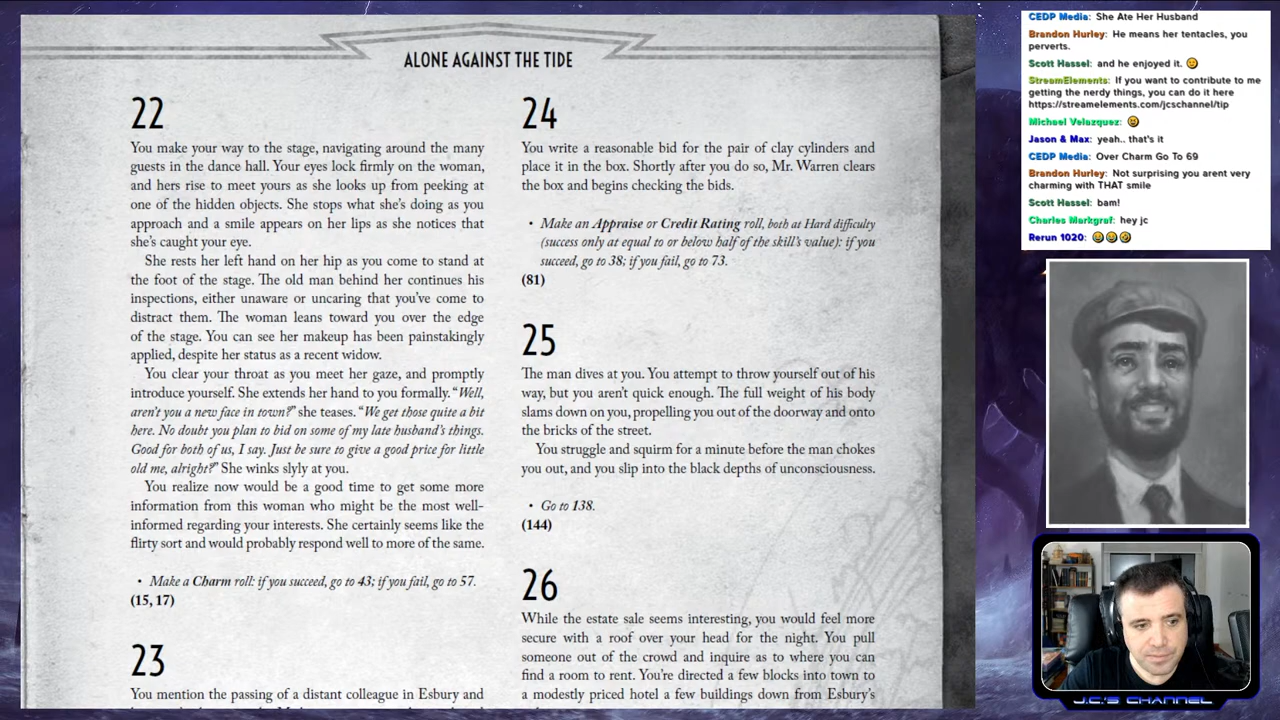 ALONE AGAINST THE TIDE
22
You make your way to the stage, navigating round the many
guests in the dance hall. Your eyes lock firmly on the woman,
and hers rise to meet yours as she looks up from peeking at
one of the hidden objects. She stops what she's doing as you
approach and a smile appears on her lips as she notices that
she's caught your eye.
She rests her left hand on her hip as you come to stand at
the foot of the stage. The old man behind her continues his
inspections, either unaware or uncaring that you've come to
distract them. The woman leans toward you over the edge
of the stage. You can see her makeup has been painstakingly
applied, despite her status as a recent widow.
You clear your throat as you meet her gaze, and promptly
introduce yourself. She extends her hand to you formally. "Well,
aren't you a new face in town?" she teases. "We get those quite a bit
here. No doubt you plan to bid on some of my late husband's things.
Good for both of us, I say. Just be sure to give a good price for little
old me, alright?" She winks slyly at you.
You realize now would be a good time to get some more
information from this woman who might be the most well-
informed regarding your interests. She certainly seems like the
flirty sort and would probably respond well to more of the same.
• Make a Charm roll: if you succeed, go to 43; if you fail, go to 57.
(15, 17)
23
You mention the passing of a distant colleague in Esbury and
24
You write a reasonable bid for the pair of clay cylinders and
place it in the box. Shortly after you do so, Mr. Warren clears
the box and begins checking the bids.
• Make an Appraise or Credit Rating roll, both at Hard difficulty
(success only at equal to or below half of the skill's value): if you
succeed, go to 38; if you fail, go to 73.
(81)
25
The man dives at you. You attempt to throw yourself out of his
way, but you aren't quick enough. The full weight of his body
slams down on you, propelling you out of the doorway and onto
the bricks of the street.
You struggle and squirm for a minute before the man chokes
you out, and you slip into the black depths of unconsciousness.
• Go to 138.
(144)
26
While the estate sale seems interesting, you would feel more
secure with a roof over your head for the night. You pull
someone out of the crowd and inquire as to where you can
find a room to rent. You're directed a few blocks into town to
a modestly priced hotel a few buildings down from Esbury's
CEDP Media: She Ate Her Husband
Brandon Hurley: He means her tentacles, you
perverts.
Scott Hassel: and he enjoyed it.
StreamElements: If you want to contribute to me
getting the nerdy things, you can do it here
https://streamelements.com/jcschannel/tip
Michael Velazquez:
Jason & Max: yeah.. that's it
CEDP Media: Over Charm Go To 69
Brandon Hurley: Not surprising you arent very
charming with THAT smile
Scott Hassel: bam!
Charles Markgraf: hey jc
Rerun 1020:
J.C.'S CHANNEL